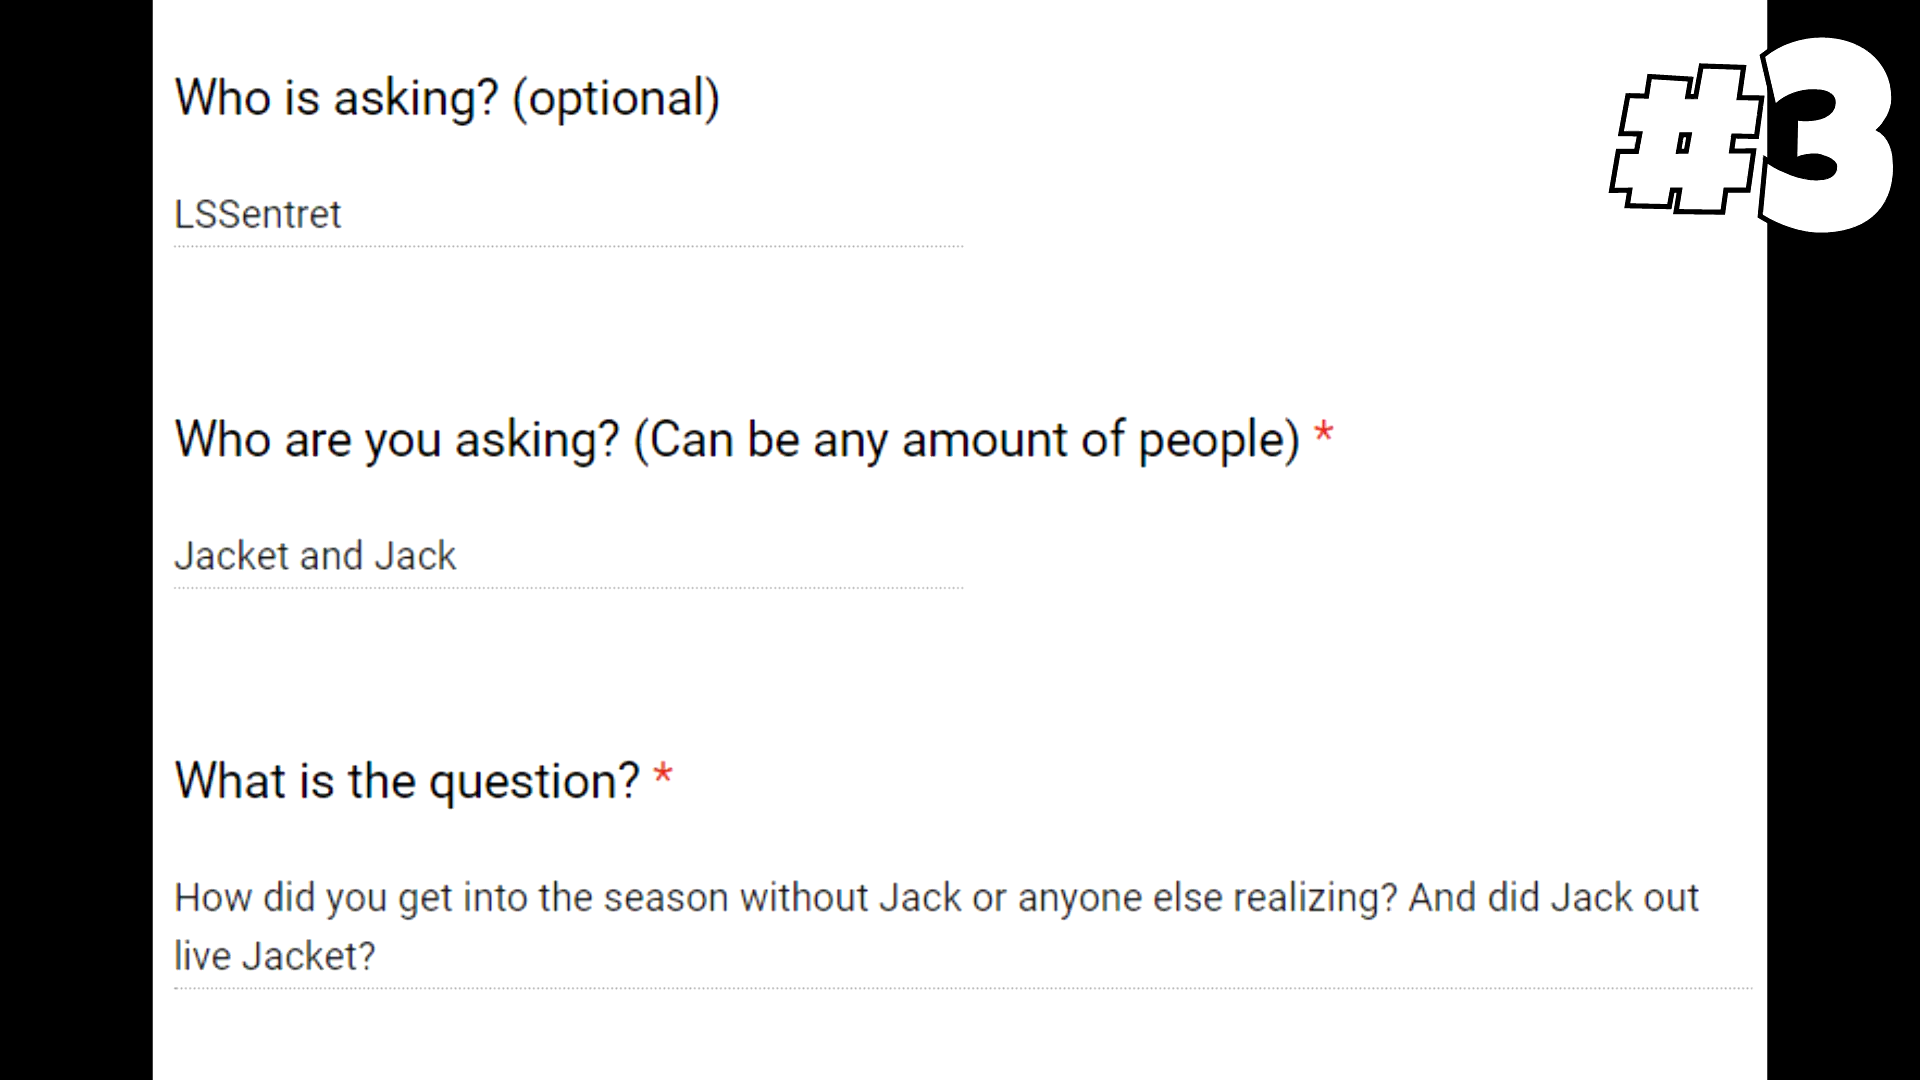 #3
Who is asking? (optional)
LSSentret
Who are you asking? (Can be any amount of people) *
Jacket and Jack
What is the question? *
How did you get into the season without Jack or anyone else realizing? And did Jack out
live Jacket?